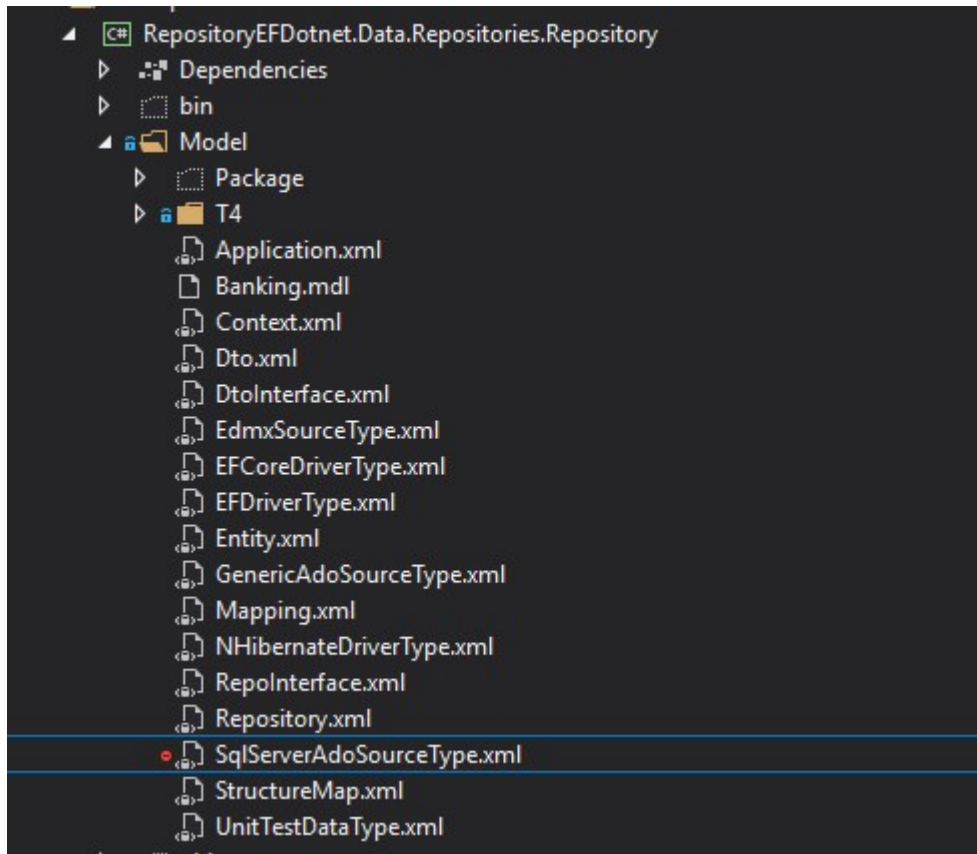 C# RepositoryEFDotnet.Data.Repositories.Repository
Dependencies
bin
Model
Package
T4
Application.xml
Banking.mdl
Context.xml
Dto.xml
DtoInterface.xml
EdmxSourceType.xml
EFCoreDriverType.xml
EFDriverType.xml
Entity.xml
GenericAdoSourceType.xml
Mapping.xml
NHibernateDriverType.xml
RepoInterface.xml
Repository.xml
SqlServerAdoSourceType.xml
StructureMap.xml
UnitTestDataType.xml